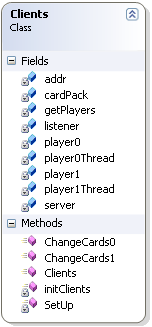 Clients
Class
Fields
addr
cardPack
getPlayers
listener
player0
player0Thread
player1
player1Thread
server
Methods
ChangeCards0
ChangeCards1
Clients
initClients
SetUp